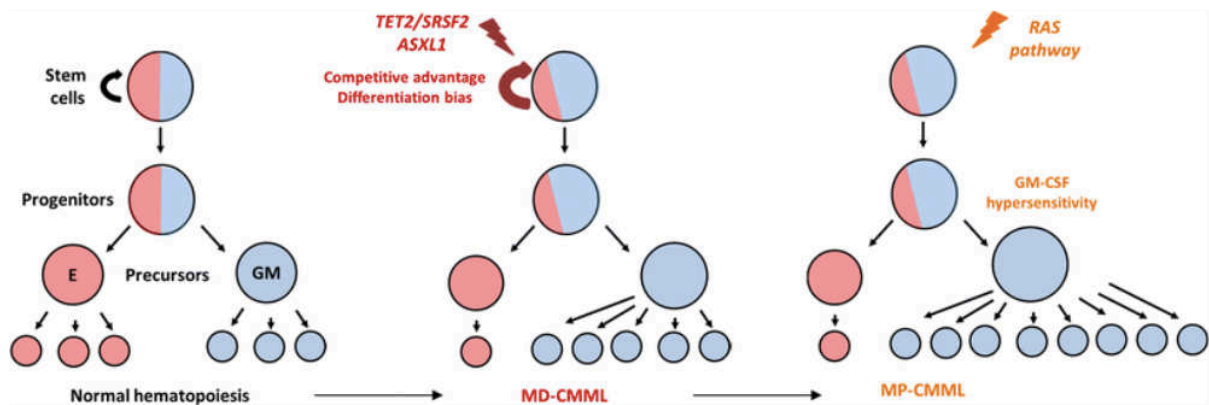 Stem
cells
Progenitors
E
Precursors
GM
Normal hematopoiesis
TET2/SRSF2
ASXL1
Competitive advantage
Differentiation bias
MD-CMML
RAS
pathway
GM-CSF
hypersensitivity
MP-CMML